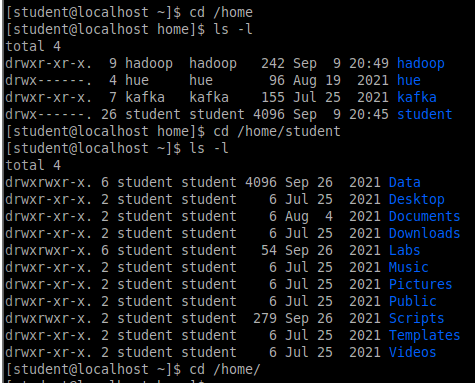 [student@localhost ~]$ cd /home
[student@localhost home]$ ls -l
total 4
drwxr-xr-x.  9 hadoop  hadoop   242 Sep  9 20:49 hadoop
drwx------.  4 hue     hue       96 Aug 19  2021 hue
drwxr-xr-x.  7 kafka   kafka    155 Jul 25  2021 kafka
drwx------. 26 student student 4096 Sep  9 20:45 student
[student@localhost home]$ cd /home/student
[student@localhost ~]$ ls -l
total 4
drwxrwxr-x. 6 student student 4096 Sep 26  2021 Data
drwxr-xr-x. 2 student student    6 Jul 25  2021 Desktop
drwxr-xr-x. 2 student student    6 Aug  4  2021 Documents
drwxr-xr-x. 2 student student    6 Jul 25  2021 Downloads
drwxrwxr-x. 6 student student   54 Sep 26  2021 Labs
drwxr-xr-x. 2 student student    6 Jul 25  2021 Music
drwxr-xr-x. 2 student student    6 Jul 25  2021 Pictures
drwxr-xr-x. 2 student student    6 Jul 25  2021 Public
drwxrwxr-x. 2 student student  279 Sep 26  2021 Scripts
drwxr-xr-x. 2 student student    6 Jul 25  2021 Templates
drwxr-xr-x. 2 student student    6 Jul 25  2021 Videos
[student@localhost ~]$ cd /home/